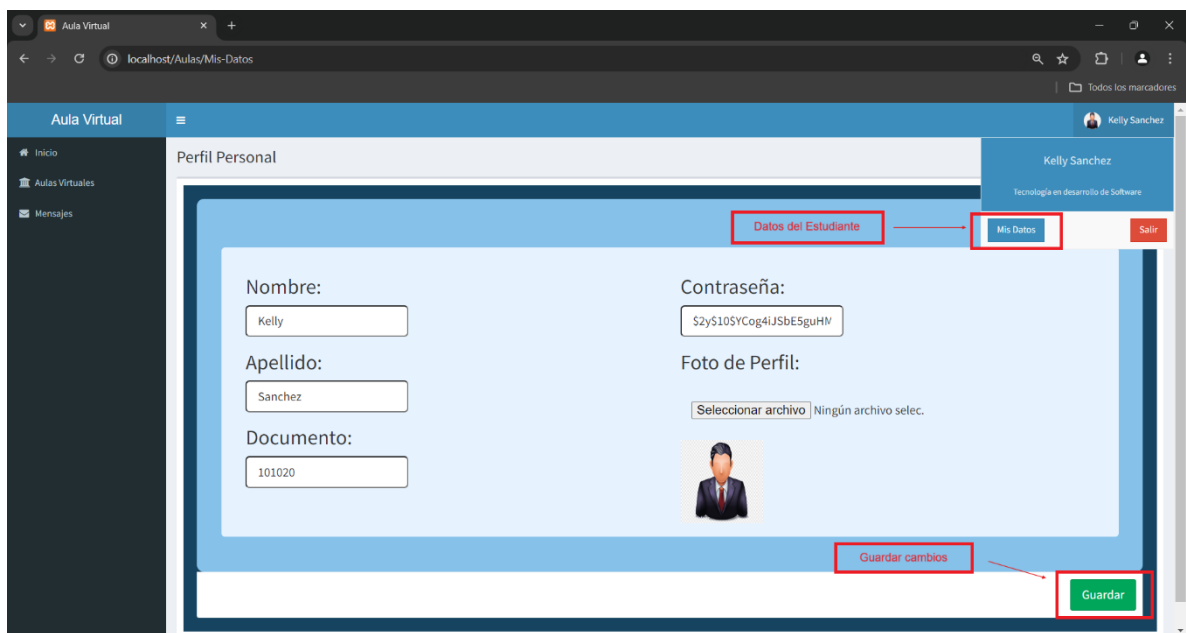 Aula Virtual
localhost/Aulas/Mis-Datos
Todos los marcadores
Aula Virtual
Kelly Sanchez
Inicio
Aulas Virtuales
Mensajes
Perfil Personal
Kelly Sanchez
Tecnología en desarrollo de Software
Datos del Estudiante
Mis Datos
Salir
Nombre:
Kelly
Apellido:
Sanchez
Documento:
101020
Contraseña:
$2y$10$YCog4iJSbE5guHM
Foto de Perfil:
Seleccionar archivo Ningún archivo selec.
Guardar cambios
Guardar